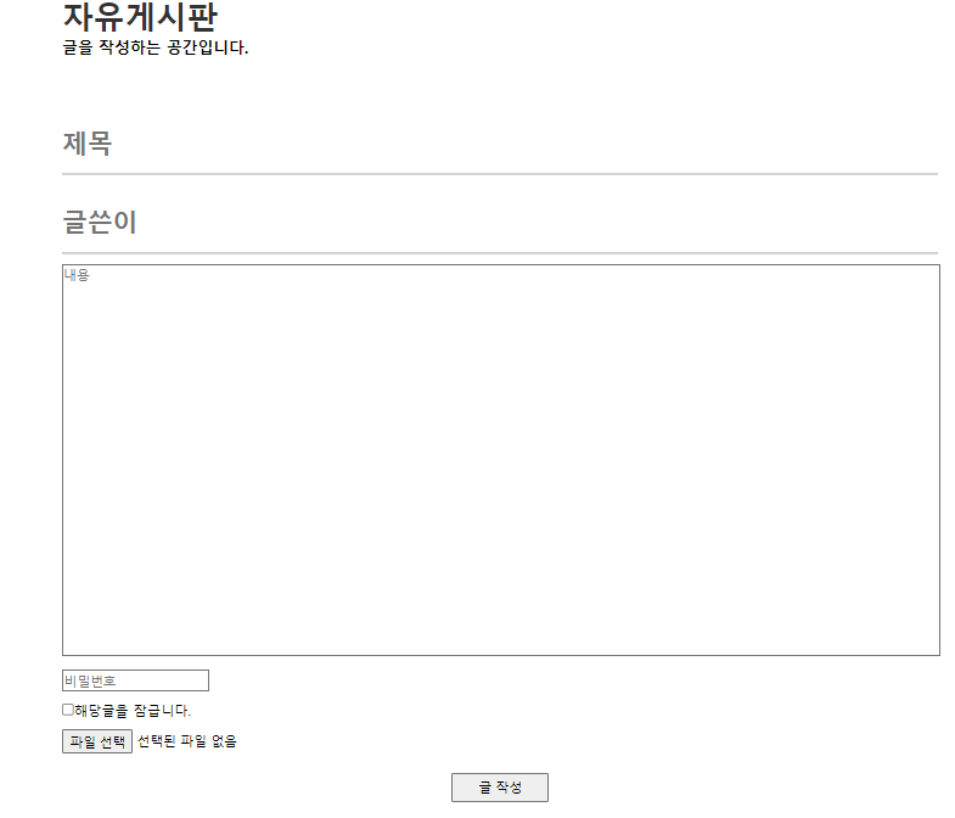 자유게시판
글을 작성하는 공간입니다.
제목
글쓴이
내용
비밀번호
해당글을 잠급니다.
파일 선택 선택된 파일 없음
글 작성